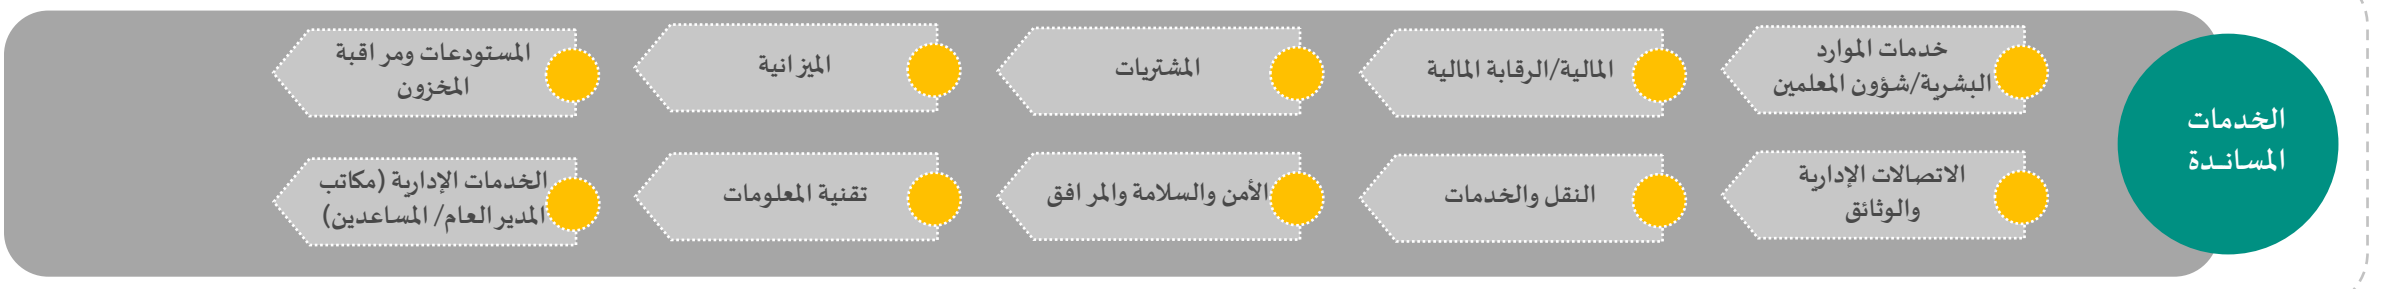 الخدمات
المساندة
خدمات الموارد
البشرية/شؤون المعلمين
المالية/الرقابة المالية
المشتريات
الميزانية
المستودعات ومراقبة
المخزون
الاتصالات الإدارية
والوثائق
النقل والخدمات
الأمن والسلامة والمرافق
تقنية المعلومات
الخدمات الإدارية (مكاتب
المدير العام/ المساعدين)